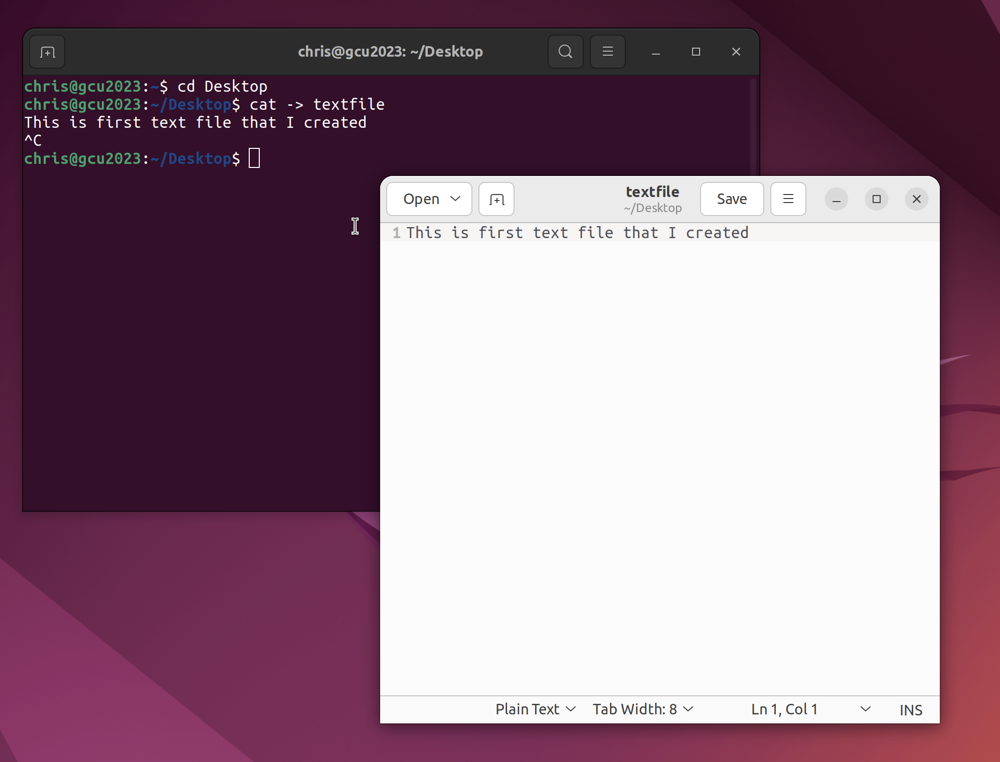 chris@gcu2023: ~/Desktop
chris@gcu2023:~$ cd Desktop
chris@gcu2023:~/Desktop$ cat -> textfile
This is first text file that I created
^C
chris@gcu2023:~/Desktop$
Open
textfile
~/Desktop
Save
1 This is first text file that I created
Plain Text
Tab Width: 8
Ln 1, Col 1
INS